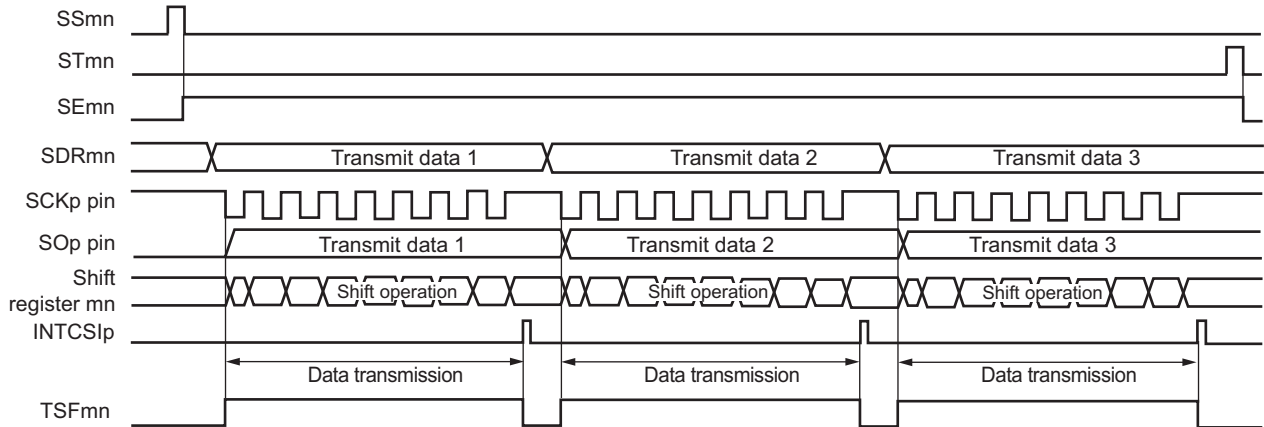 SSmn
STmn
SEmn
SDRmn
Transmit data 1
Transmit data 2
Transmit data 3
SCKp pin
SOp pin
Transmit data 1
Transmit data 2
Transmit data 3
Shift
register mn
Shift operation
Shift operation
Shift operation
INTCSIp
Data transmission
Data transmission
Data transmission
TSFmn